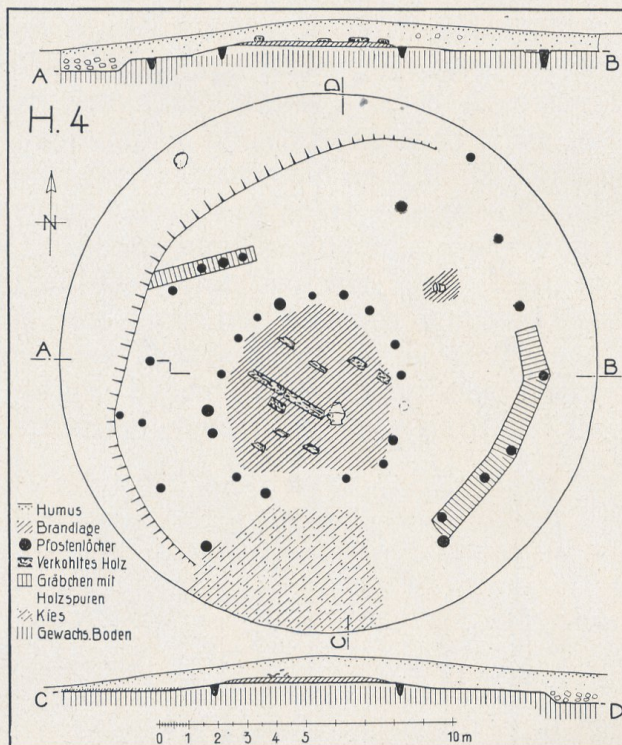 A
B
H. 4
D
N
A
B
Humus
Brandlage
Pfostenlöcher
Verkohltes Holz
Gräbchen mit
Holzspuren
Kies
Gewachs. Boden
C
C
D
0 1 2 3 4 5 10 m